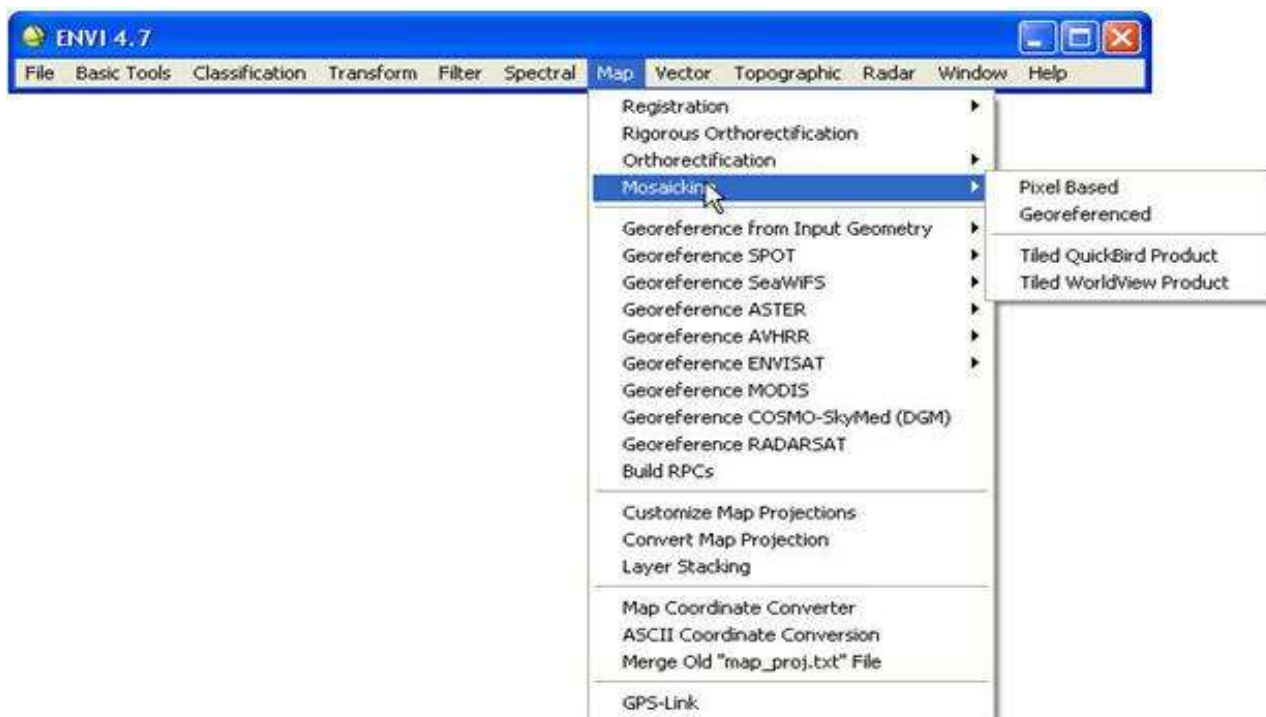 ENVI 4.7
File Basic Tools Classification Transform Filter Spectral Map Vector Topographic Radar Window Help
Registration
Rigorous Orthorectification
Orthorectification
Mosaicking
Pixel Based
Georeferenced
Tiled QuickBird Product
Tiled WorldView Product
Georeference from Input Geometry
Georeference SPOT
Georeference SeaWiFS
Georeference ASTER
Georeference AVHRR
Georeference ENVISAT
Georeference MODIS
Georeference COSMO-SkyMed (DGM)
Georeference RADARSAT
Build RPCs
Customize Map Projections
Convert Map Projection
Layer Stacking
Map Coordinate Converter
ASCII Coordinate Conversion
Merge Old "map_proj.txt" File
GPS-Link